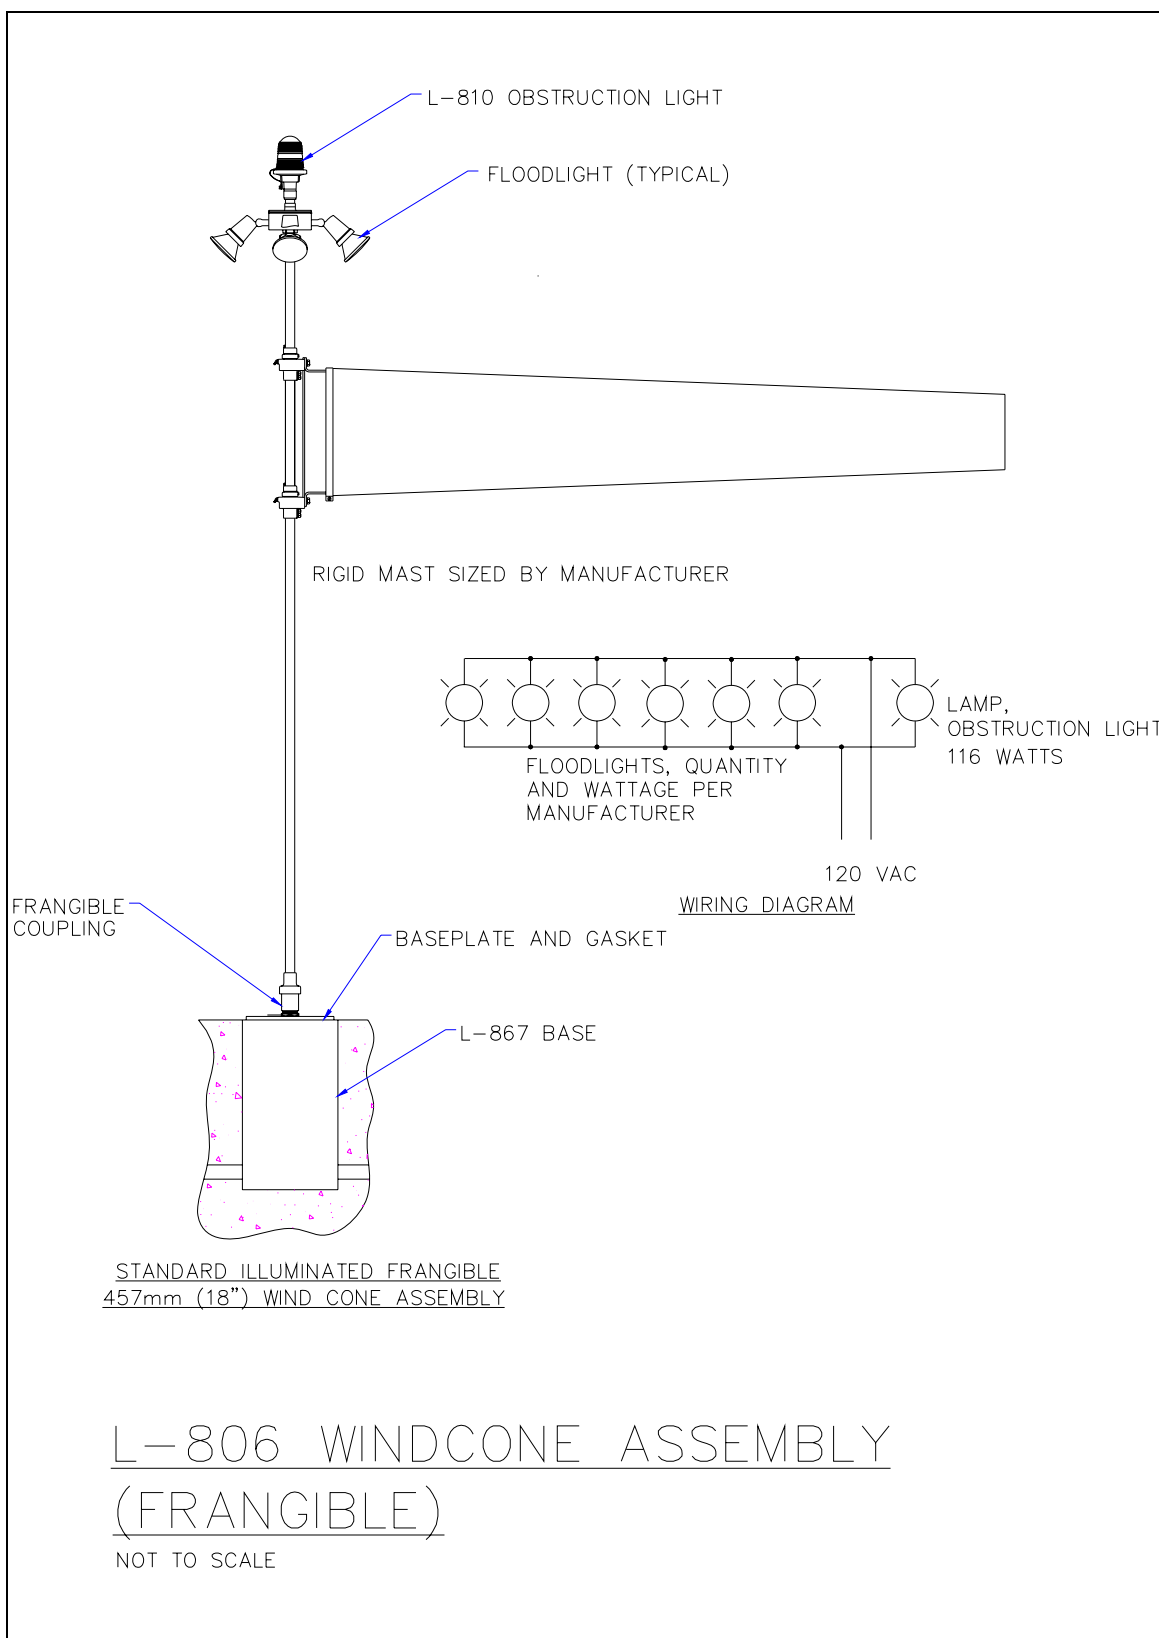 L-810 OBSTRUCTION LIGHT
FLOODLIGHT (TYPICAL)
RIGID MAST SIZED BY MANUFACTURER
LAMP,
OBSTRUCTION LIGHT
116 WATTS
FLOODLIGHTS, QUANTITY
AND WATTAGE PER
MANUFACTURER
120 VAC
WIRING DIAGRAM
FRANGIBLE
COUPLING
BASEPLATE AND GASKET
L-867 BASE
STANDARD ILLUMINATED FRANGIBLE
457mm (18") WIND CONE ASSEMBLY
L-806 WINDCONE ASSEMBLY
(FRANGIBLE)
NOT TO SCALE